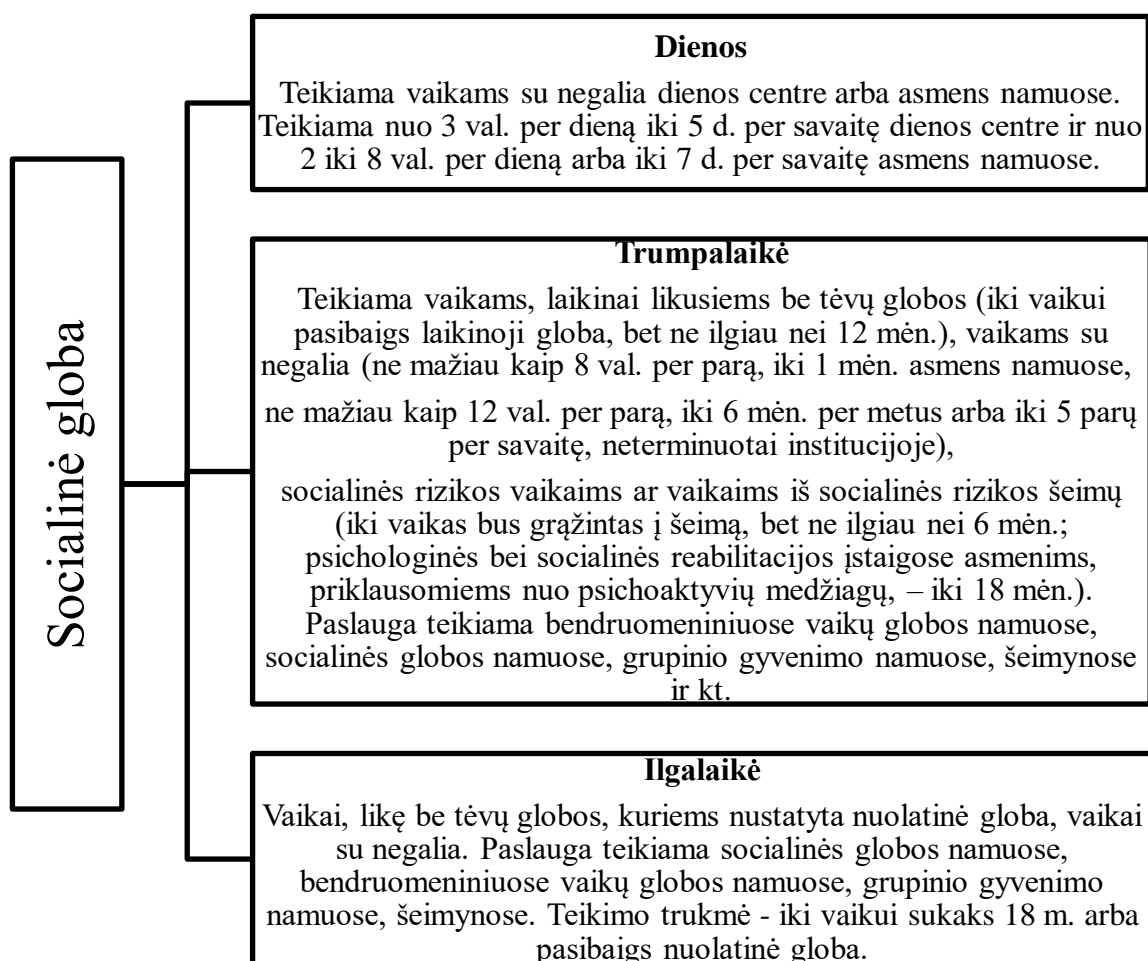 Socialinė globa
Dienos
Teikiama vaikams su negalia dienos centre arba asmens namuose.
Teikiama nuo 3 val. per dieną iki 5 d. per savaitę dienos centre ir nuo
2 iki 8 val. per dieną arba iki 7 d. per savaitę asmens namuose.
Trumpalaikė
Teikiama vaikams, laikinai likusiems be tėvų globos (iki vaikui
pasibaigs laikinoji globa, bet ne ilgiau nei 12 mėn.), vaikams su
negalia (ne mažiau kaip 8 val. per parą, iki 1 mėn. asmens namuose,
ne mažiau kaip 12 val. per parą, iki 6 mėn. per metus arba iki 5 parų
per savaitę, neterminuotai institucijoje),
socialinės rizikos vaikaims ar vaikaims iš socialinės rizikos šeimų
(iki vaikas bus grąžintas į šeimą, bet ne ilgiau nei 6 mėn.;
psichologinės bei socialinės reabilitacijos įstaigose asmenims,
priklausomiems nuo psichoaktyvių medžiagų, – iki 18 mėn.).
Paslauga teikiama bendruomeniniuose vaikų globos namuose,
socialinės globos namuose, grupinio gyvenimo namuose, šeimynose
ir kt.
Ilgalaikė
Vaikai, likę be tėvų globos, kuriems nustatyta nuolatinė globa, vaikai
su negalia. Paslauga teikiama socialinės globos namuose,
bendruomeniniuose vaikų globos namuose, grupinio gyvenimo
namuose, šeimynose. Teikimo trukmė - iki vaikui sukaks 18 m. arba
pasibaigs nuolatinė globa.